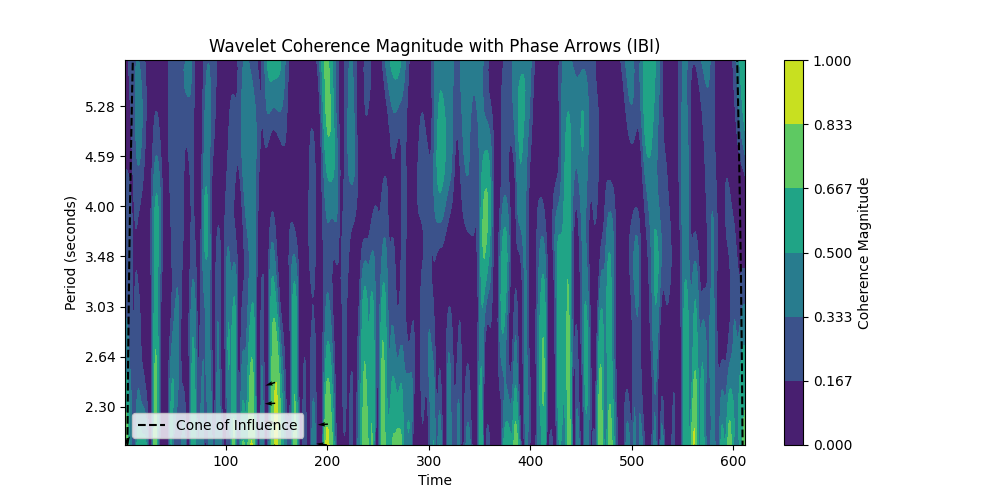 Wavelet Coherence Magnitude with Phase Arrows (IBI)
Period (seconds)
5.28
4.59
4.00
3.48
3.03
2.64
2.30
Cone of Influence
100 200 300 400 500 600
Time
1.000
0.833
0.667
0.500
0.333
0.167
0.000
Coherence Magnitude